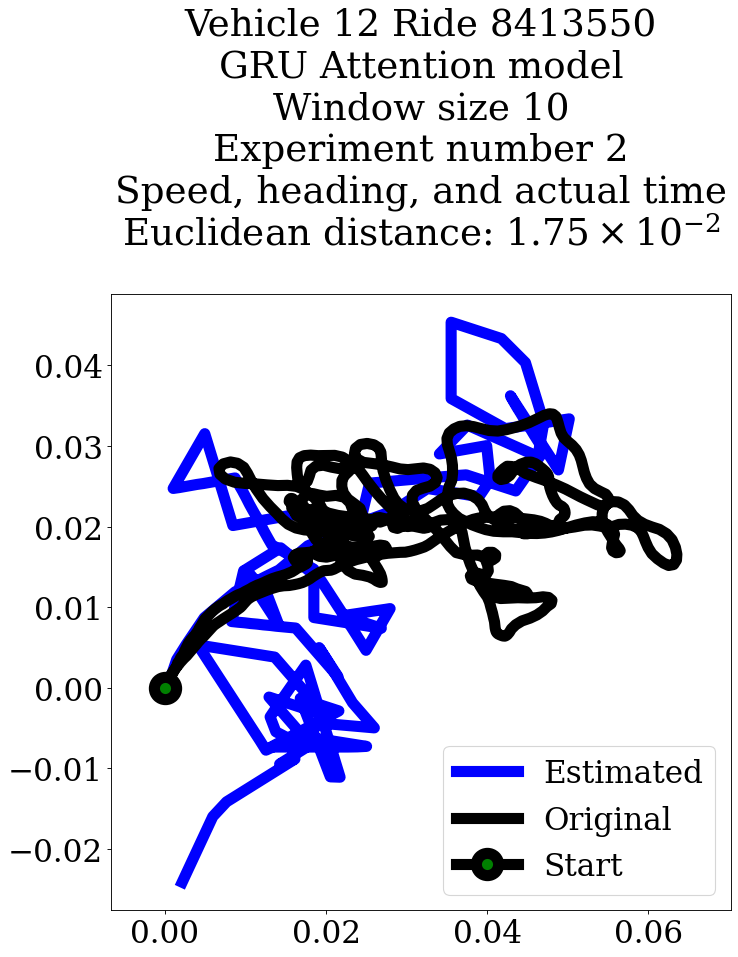 Vehicle 12 Ride 8413550
GRU Attention model
Window size 10
Experiment number 2
Speed, heading, and actual time
Euclidean distance: 1.75 × 10⁻²
0.04
0.03
0.02
0.01
0.00
−0.01
−0.02
Estimated
Original
Start
0.00 0.02 0.04 0.06